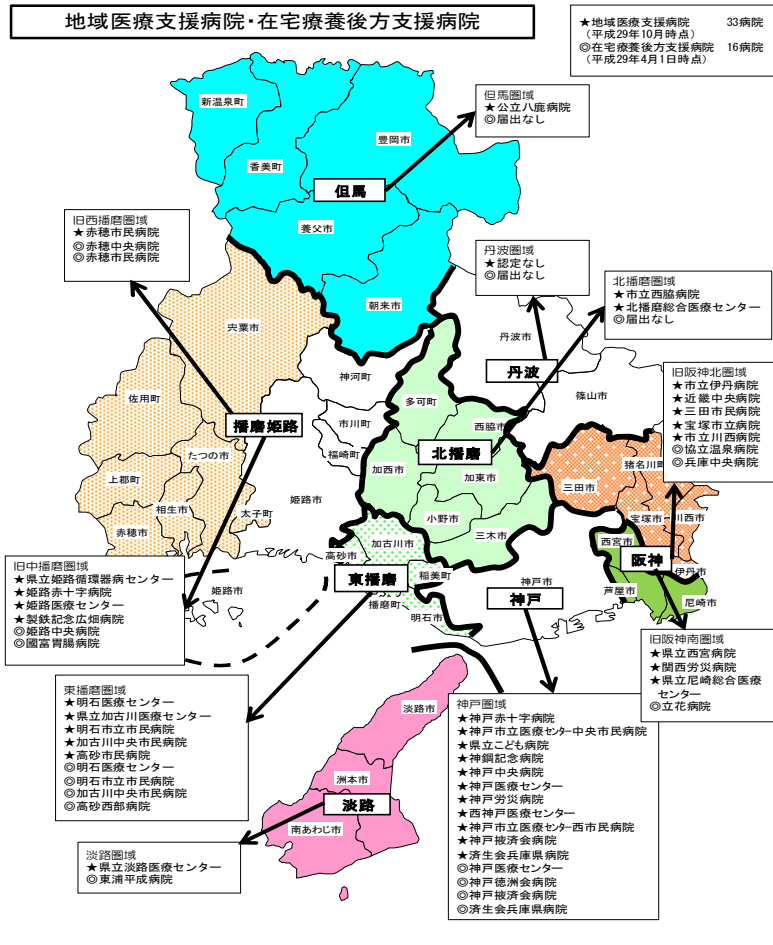 地域医療支援病院・在宅療養後方支援病院
★地域医療支援病院 33病院
(平成29年10月時点)
◎在宅療養後方支援病院 16病院
(平成29年4月1日時点)
但馬圏域
★公立八鹿病院
◎届出なし
新温泉町
豊岡市
香美町
但馬
養父市
朝来市
旧西播磨圏域
★赤穂市民病院
◎赤穂中央病院
◎赤穂市民病院
丹波圏域
★認定なし
◎届出なし
北播磨圏域
★市立西脇病院
★北播磨総合医療センター
◎届出なし
旧阪神北圏域
★市立伊丹病院
★近畿中央病院
★三田市民病院
★宝塚市立病院
★市立川西病院
◎協立温泉病院
◎兵庫中央病院
宍粟市
丹波市
神河町
丹波
篠山市
佐用町
多可町
市川町
西脇市
播磨姫路
福崎町
北播磨
たつの市
加西市
加東市
猪名川町
上郡町
三田市
相生市
太子町
姫路市
小野市
宝塚市
川西市
赤穂市
三木市
西宮市
加古川市
高砂市
阪神
伊丹市
東播磨
稲美町
神戸市
芦屋市
姫路市
播磨町
神戸
尼崎市
明石市
旧中播磨圏域
★県立姫路循環器病センター
★姫路赤十字病院
★姫路医療センター
★製鉄記念広畑病院
◎姫路中央病院
◎國富胃腸病院
旧阪神南圏域
★県立西宮病院
★関西労災病院
★県立尼崎総合医療
センター
◎立花病院
東播磨圏域
★明石医療センター
★県立加古川医療センター
★明石市立市民病院
★加古川中央市民病院
★高砂市民病院
◎明石医療センター
◎明石市立市民病院
◎加古川中央市民病院
◎高砂西部病院
神戸圏域
★神戸赤十字病院
★神戸市立医療センター中央市民病院
★県立こども病院
★神鋼記念病院
★神戸中央病院
★神戸医療センター
★神戸労災病院
★西神戸医療センター
★神戸市立医療センター西市民病院
★神戸掖済会病院
★済生会兵庫県病院
◎神戸医療センター
◎神戸徳洲会病院
◎神戸掖済会病院
◎済生会兵庫県病院
淡路市
洲本市
淡路
南あわじ市
淡路圏域
★県立淡路医療センター
◎東浦平成病院